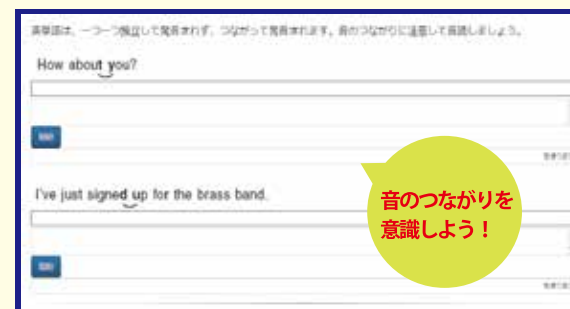 英単語は、一つ一つ独立して発音されず、つながって発音されます。音のつながりに注意して音読しましょう。
How about you?
I've just signed up for the brass band.
音のつながりを
意識しよう！